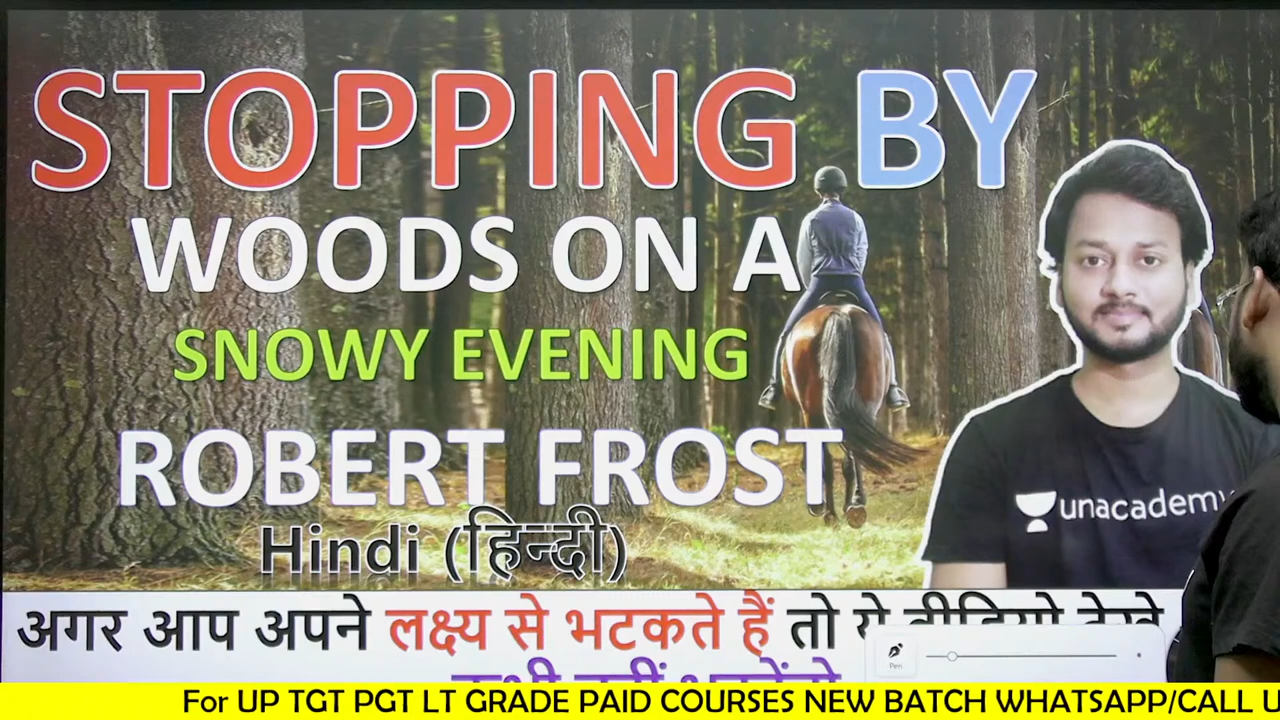 STOPPING BY
WOODS ON A
SNOWY EVENING
ROBERT FROST
Hindi (हिन्दी)
unacademy
अगर आप अपने लक्ष्य से भटकते हैं तो ये वीडियो देखे
Pen
For UP TGT PGT LT GRADE PAID COURSES NEW BATCH WHATSAPP/CALL U